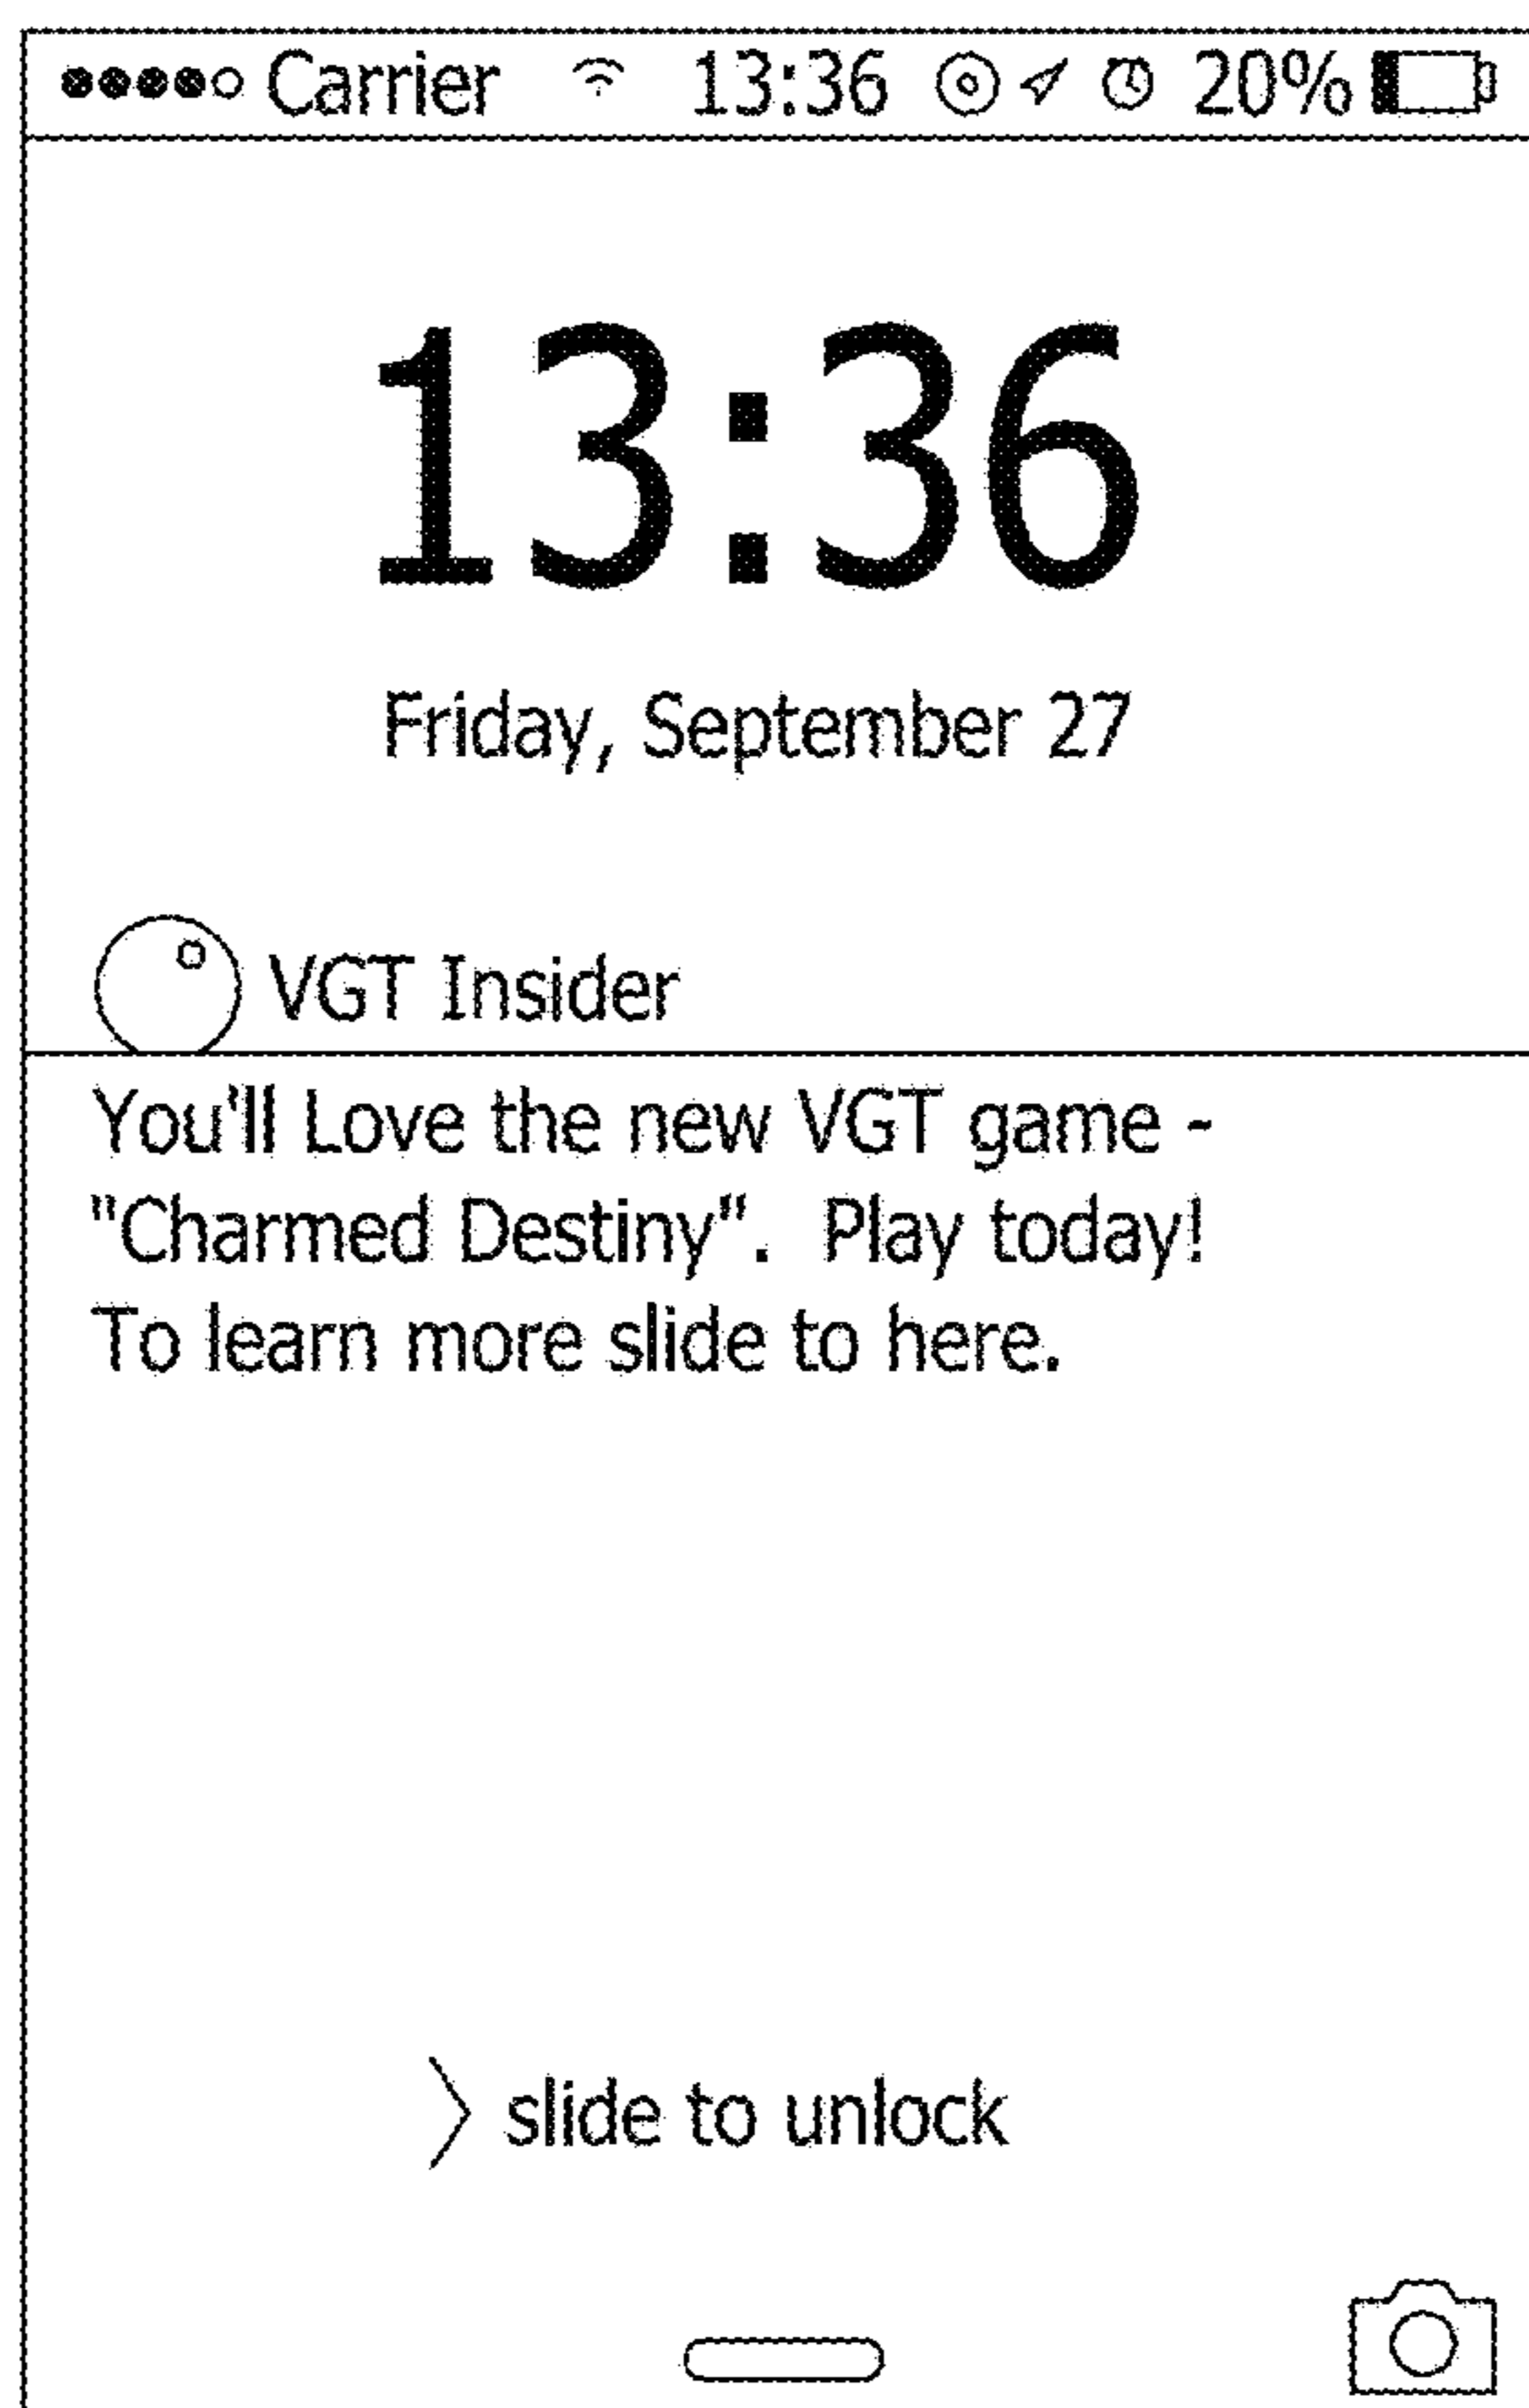 Carrier 13:36 20%
13:36
Friday, September 27
VGT Insider
You'll Love the new VGT game -
"Charmed Destiny".  Play today!
To learn more slide to here.
slide to unlock